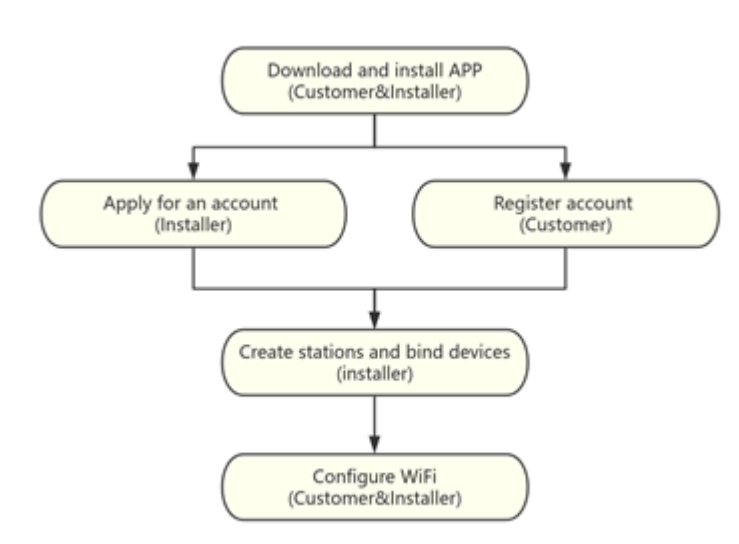 Download and install APP
(Customer&Installer)
Apply for an account
(Installer)
Register account
(Customer)
Create stations and bind devices
(installer)
Configure WiFi
(Customer&Installer)